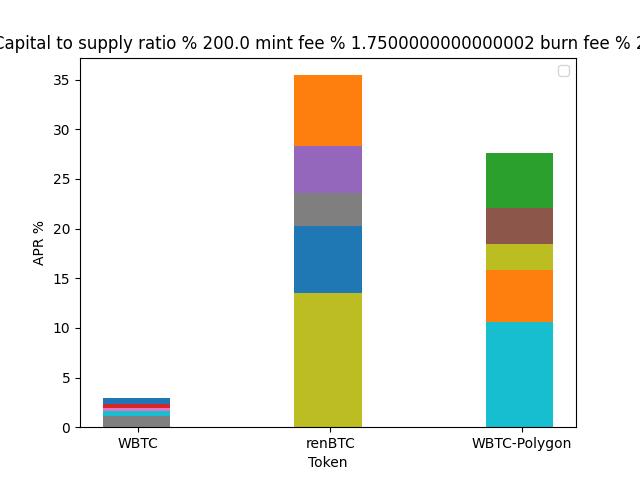 Capital to supply ratio % 200.0 mint fee % 1.7500000000000002 burn fee % 2
35
30
25
20
15
10
5
0
APR %
WBTC renBTC WBTC-Polygon
Token